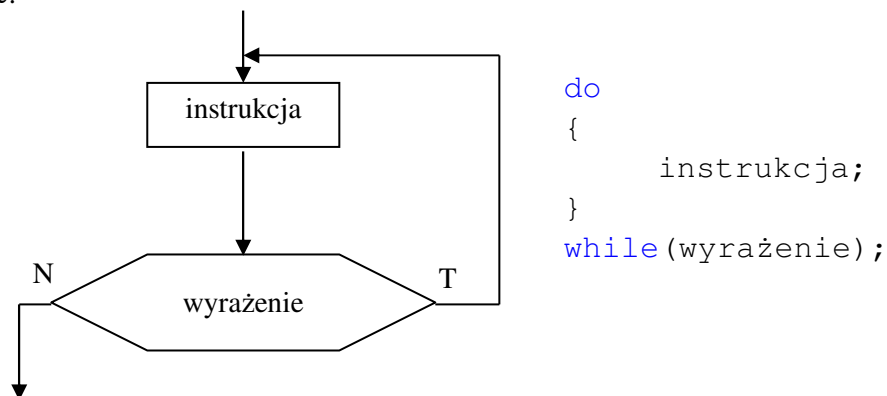 instrukcja
N
T
wyrażenie
do
{
instrukcja;
}
while(wyrażenie);